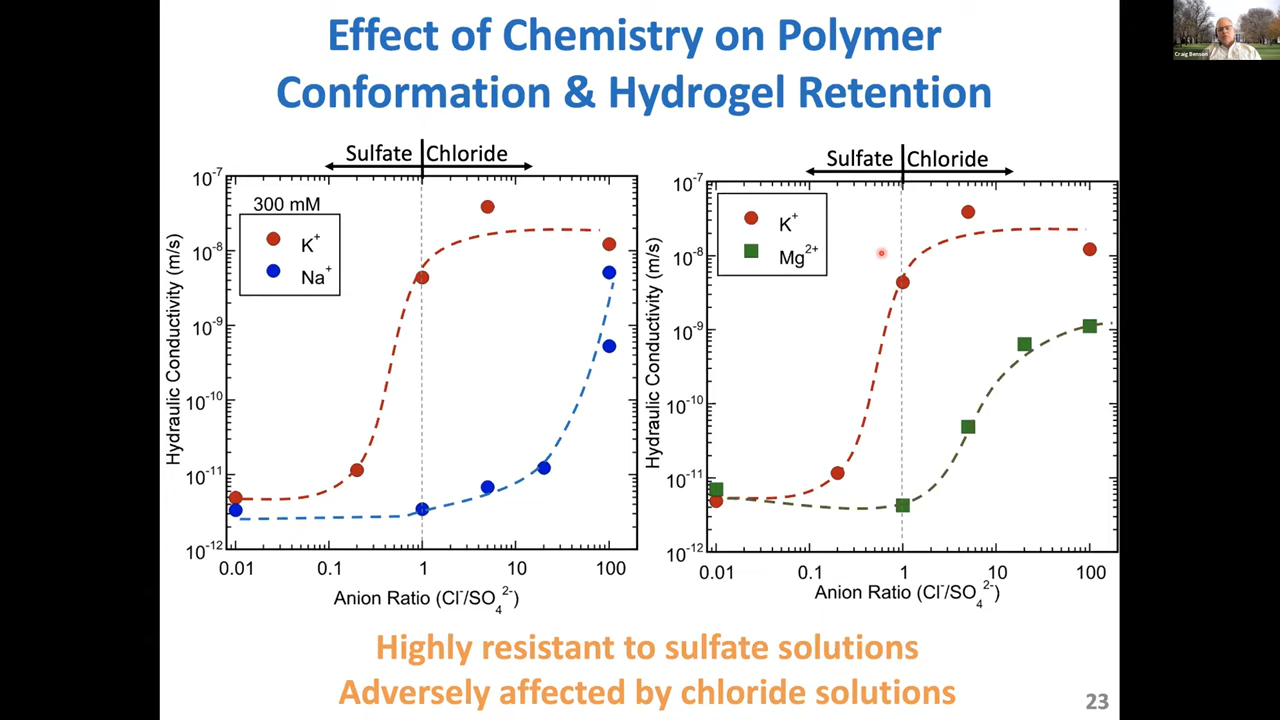 Effect of Chemistry on Polymer
Conformation & Hydrogel Retention
Craig Benson
Sulfate Chloride
300 mM
K+
Na+
Hydraulic Conductivity (m/s)
10-7
10-8
10-9
10-10
10-11
10-12
0.01 0.1 1 10 100
Anion Ratio (Cl-/SO42-)
Sulfate Chloride
K+
Mg2+
Hydraulic Conductivity (m/s)
10-7
10-8
10-9
10-10
10-11
10-12
0.01 0.1 1 10 100
Anion Ratio (Cl-/SO42-)
Highly resistant to sulfate solutions
Adversely affected by chloride solutions
23